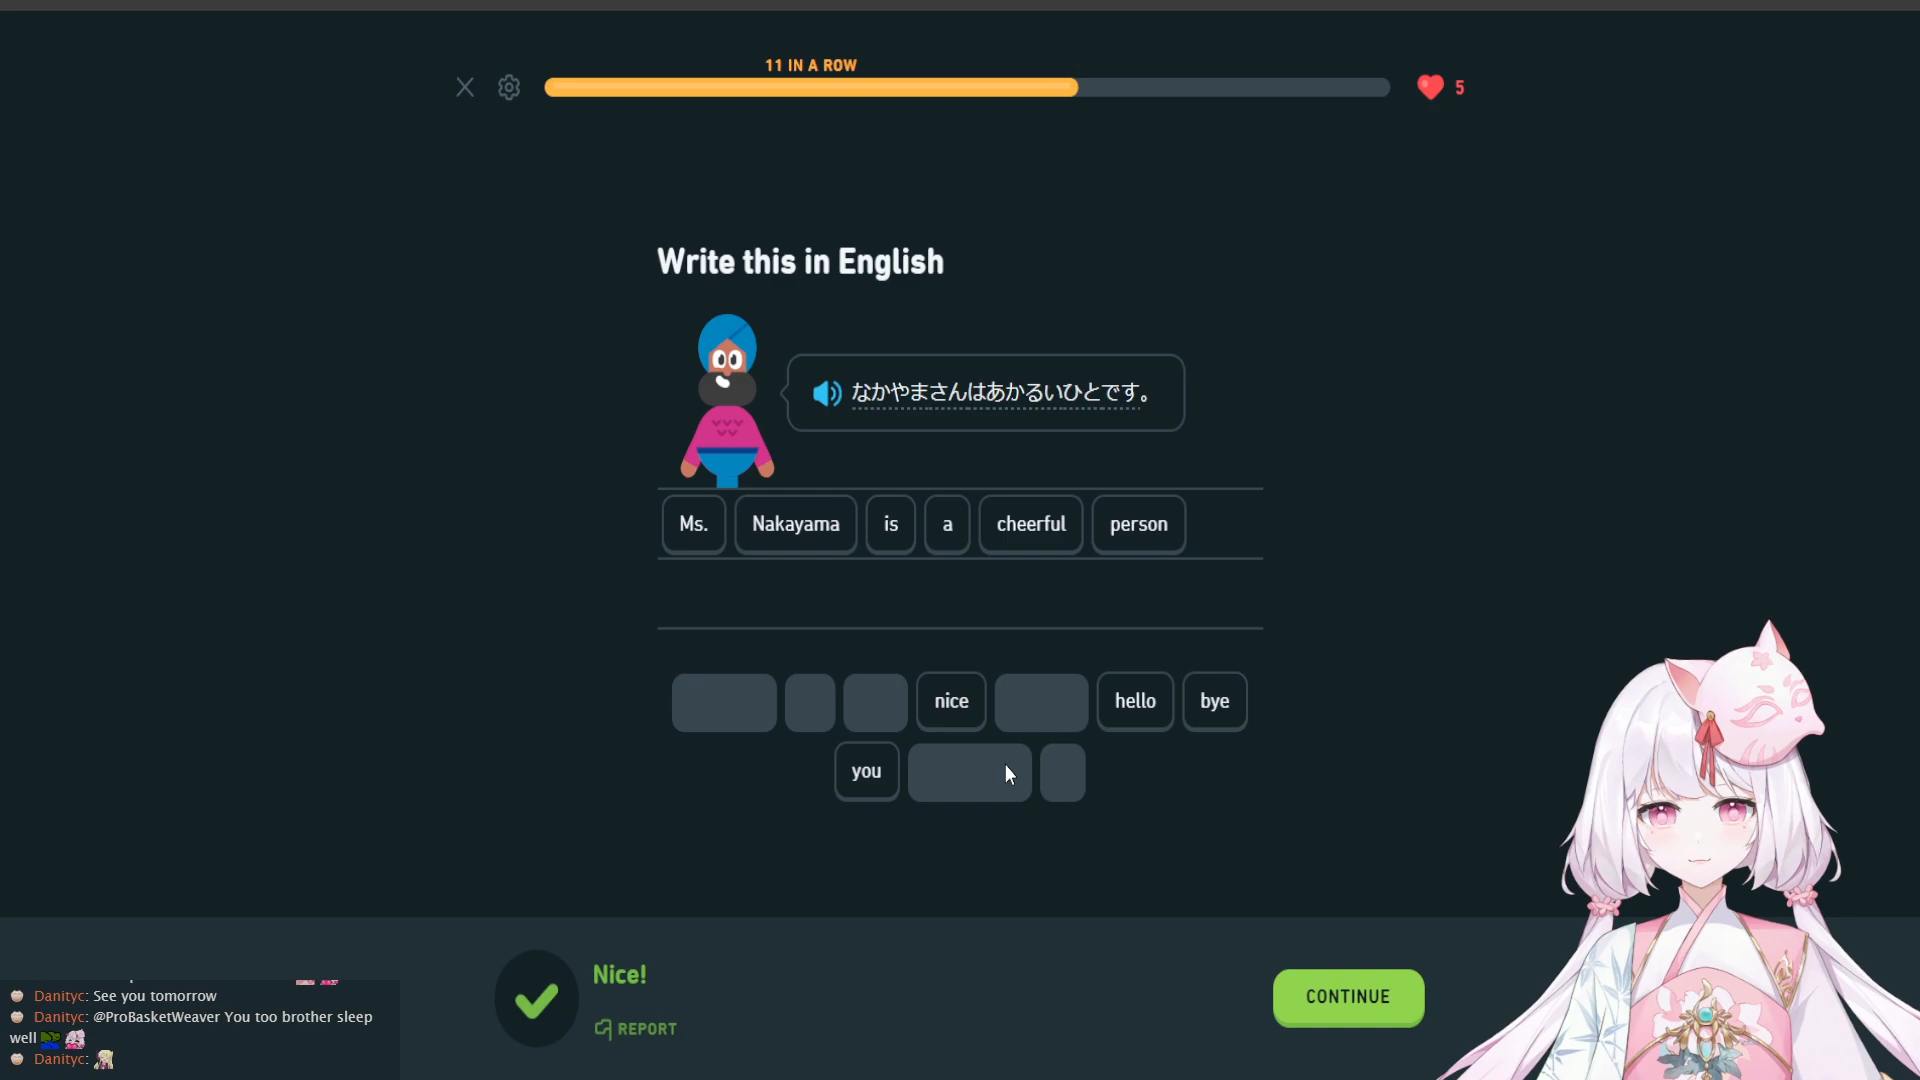 11 IN A ROW
5
Write this in English
なかやまさんはあかるいひとです。
Ms. Nakayama is a cheerful person
nice hello bye
you
Nice!
REPORT
CONTINUE
Danityc: See you tomorrow
Danityc: @ProBasketWeaver You too brother sleep
well
Danityc: